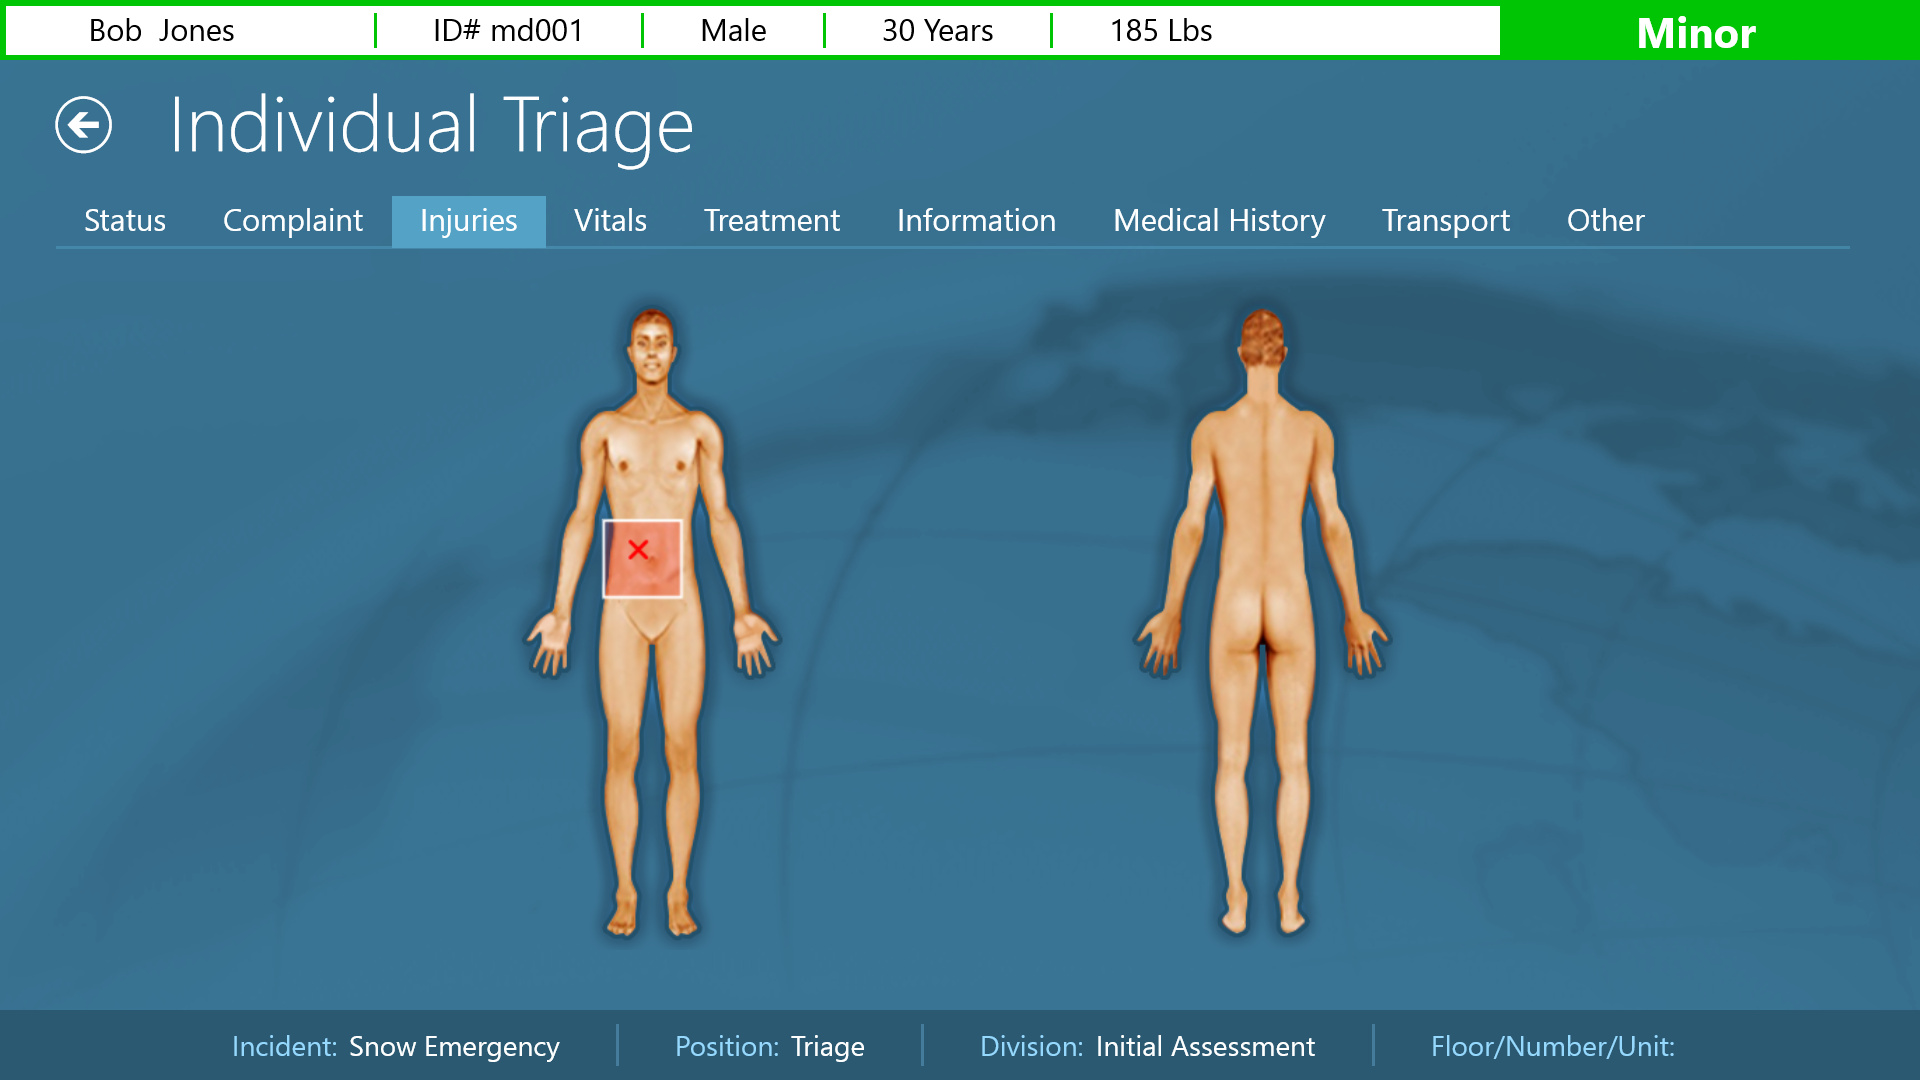 Bob  Jones ID# md001 Male 30 Years 185 Lbs Minor
Individual Triage
Status Complaint Injuries Vitals Treatment Information Medical History Transport Other
Incident: Snow Emergency Position: Triage Division: Initial Assessment Floor/Number/Unit: